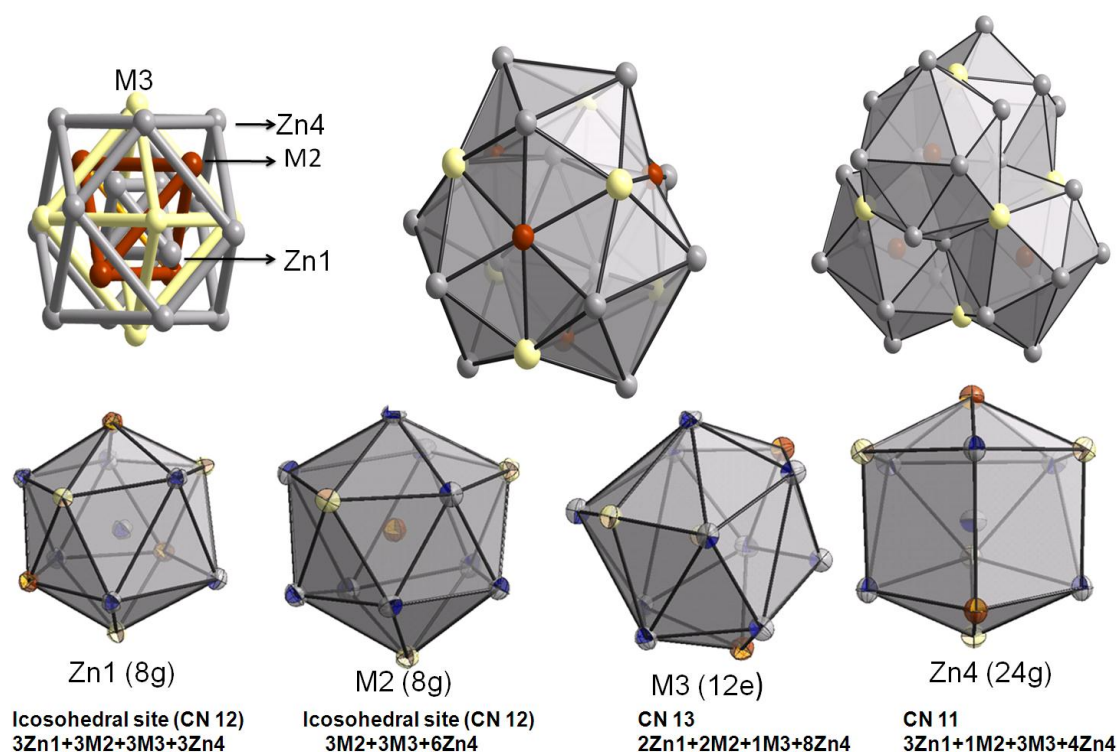 M3
Zn4
M2
Zn1
Zn1 (8g)
M2 (8g)
M3 (12e)
Zn4 (24g)
Icosohedral site (CN 12)
3Zn1+3M2+3M3+3Zn4
Icosohedral site (CN 12)
3M2+3M3+6Zn4
CN 13
2Zn1+2M2+1M3+8Zn4
CN 11
3Zn1+1M2+3M3+4Zn4